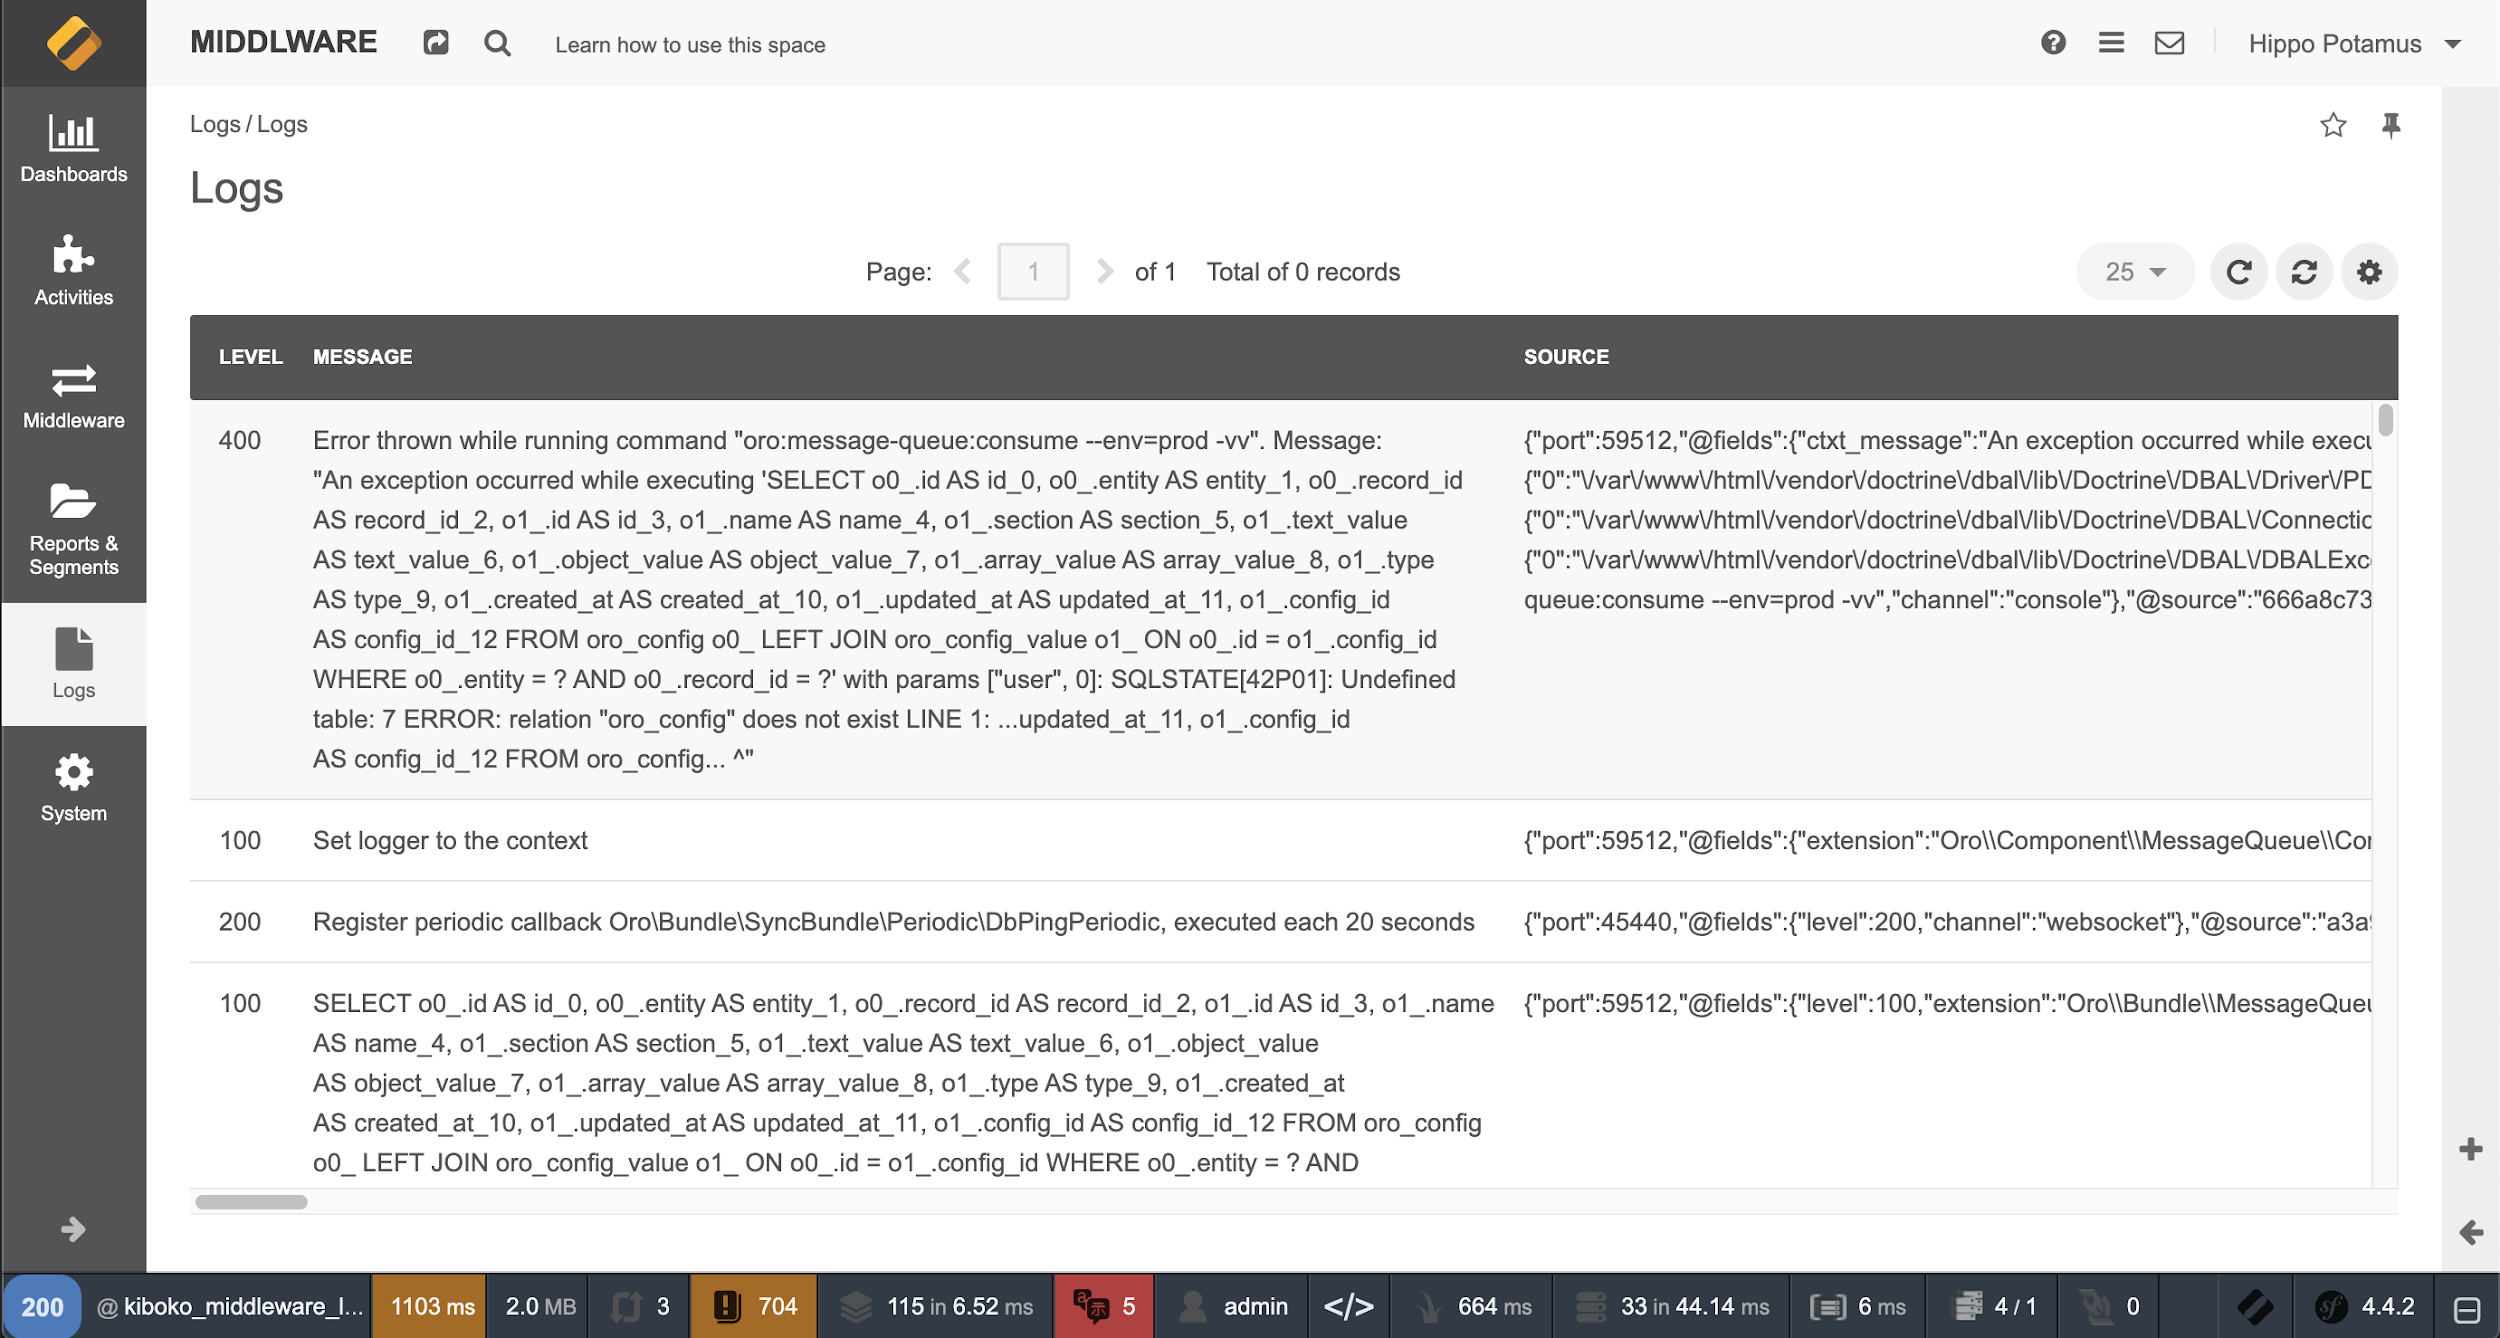 MIDDLWARE
Learn how to use this space
Hippo Potamus
Dashboards
Activities
Middleware
Reports &
Segments
Logs
System
Logs / Logs
Logs
Page: 1 of 1 Total of 0 records
25
LEVEL MESSAGE SOURCE
400
Error thrown while running command "oro:message-queue:consume --env=prod -vv". Message:
"An exception occurred while executing 'SELECT o0_.id AS id_0, o0_.entity AS entity_1, o0_.record_id
AS record_id_2, o1_.id AS id_3, o1_.name AS name_4, o1_.section AS section_5, o1_.text_value
AS text_value_6, o1_.object_value AS object_value_7, o1_.array_value AS array_value_8, o1_.type
AS type_9, o1_.created_at AS created_at_10, o1_.updated_at AS updated_at_11, o1_.config_id
AS config_id_12 FROM oro_config o0_ LEFT JOIN oro_config_value o1_ ON o0_.id = o1_.config_id
WHERE o0_.entity = ? AND o0_.record_id = ?' with params ["user", 0]: SQLSTATE[42P01]: Undefined
table: 7 ERROR: relation "oro_config" does not exist LINE 1: ...updated_at_11, o1_.config_id
AS config_id_12 FROM oro_config... ^"
{"port":59512,"@fields":{"ctxt_message":"An exception occurred while execu
{"0":"\/var\/www\/html\/vendor\/doctrine\/dbal\/lib\/Doctrine\/DBAL\/Driver\/PD
{"0":"\/var\/www\/html\/vendor\/doctrine\/dbal\/lib\/Doctrine\/DBAL\/Connectio
{"0":"\/var\/www\/html\/vendor\/doctrine\/dbal\/lib\/Doctrine\/DBAL\/DBALExc
queue:consume --env=prod -vv","channel":"console"},"@source":"666a8c73
100
Set logger to the context
{"port":59512,"@fields":{"extension":"Oro\\Component\\MessageQueue\\Cor
200
Register periodic callback Oro\Bundle\SyncBundle\Periodic\DbPingPeriodic, executed each 20 seconds
{"port":45440,"@fields":{"level":200,"channel":"websocket"},"@source":"a3a9
100
SELECT o0_.id AS id_0, o0_.entity AS entity_1, o0_.record_id AS record_id_2, o1_.id AS id_3, o1_.name
AS name_4, o1_.section AS section_5, o1_.text_value AS text_value_6, o1_.object_value
AS object_value_7, o1_.array_value AS array_value_8, o1_.type AS type_9, o1_.created_at
AS created_at_10, o1_.updated_at AS updated_at_11, o1_.config_id AS config_id_12 FROM oro_config
o0_ LEFT JOIN oro_config_value o1_ ON o0_.id = o1_.config_id WHERE o0_.entity = ? AND
{"port":59512,"@fields":{"level":100,"extension":"Oro\\Bundle\\MessageQueu
200 @ kiboko_middleware_l... 1103 ms 2.0 MB 3 704 115 in 6.52 ms 5 admin </> 664 ms 33 in 44.14 ms 6 ms 4 / 1 0 4.4.2